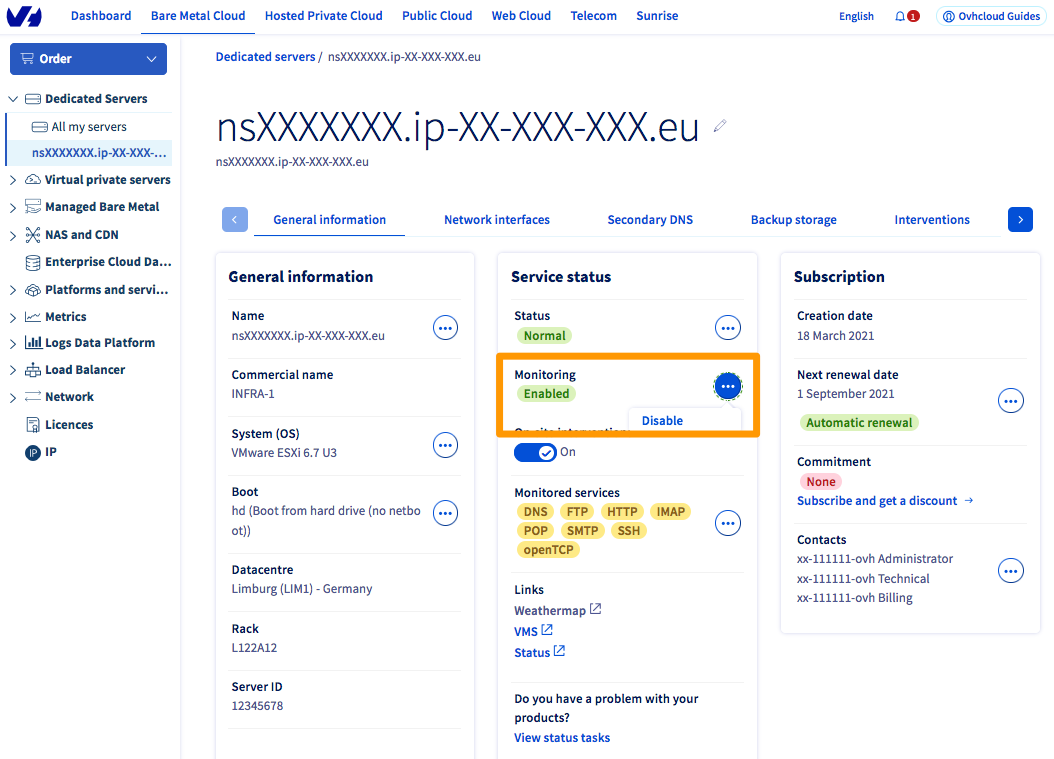 Dashboard Bare Metal Cloud Hosted Private Cloud Public Cloud Web Cloud Telecom Sunrise English 1 Ovhcloud Guides
Order
Dedicated Servers
All my servers
nsXXXXXXX.ip-XX-XXX-...
Virtual private servers
Managed Bare Metal
NAS and CDN
Enterprise Cloud Da...
Platforms and servi...
Metrics
Logs Data Platform
Load Balancer
Network
Licences
IP IP
Dedicated servers / nsXXXXXXX.ip-XX-XXX-XXX.eu
nsXXXXXXX.ip-XX-XXX-XXX.eu
nsXXXXXXX.ip-XX-XXX-XXX.eu
General information Network interfaces Secondary DNS Backup storage Interventions
General information
Name
nsXXXXXXX.ip-XX-XXX-XXX.eu
Commercial name
INFRA-1
System (OS)
VMware ESXi 6.7 U3
Boot
hd (Boot from hard drive (no netbo
ot))
Datacentre
Limburg (LIM1) - Germany
Rack
L122A12
Server ID
12345678
Service status
Status
Normal
Monitoring
Enabled
Disable
On
Monitored services
DNS FTP HTTP IMAP
POP SMTP SSH
openTCP
Links
Weathermap
VMS
Status
Do you have a problem with your
products?
View status tasks
Subscription
Creation date
18 March 2021
Next renewal date
1 September 2021
Automatic renewal
Commitment
None
Subscribe and get a discount →
Contacts
xx-111111-ovh Administrator
xx-111111-ovh Technical
xx-111111-ovh Billing